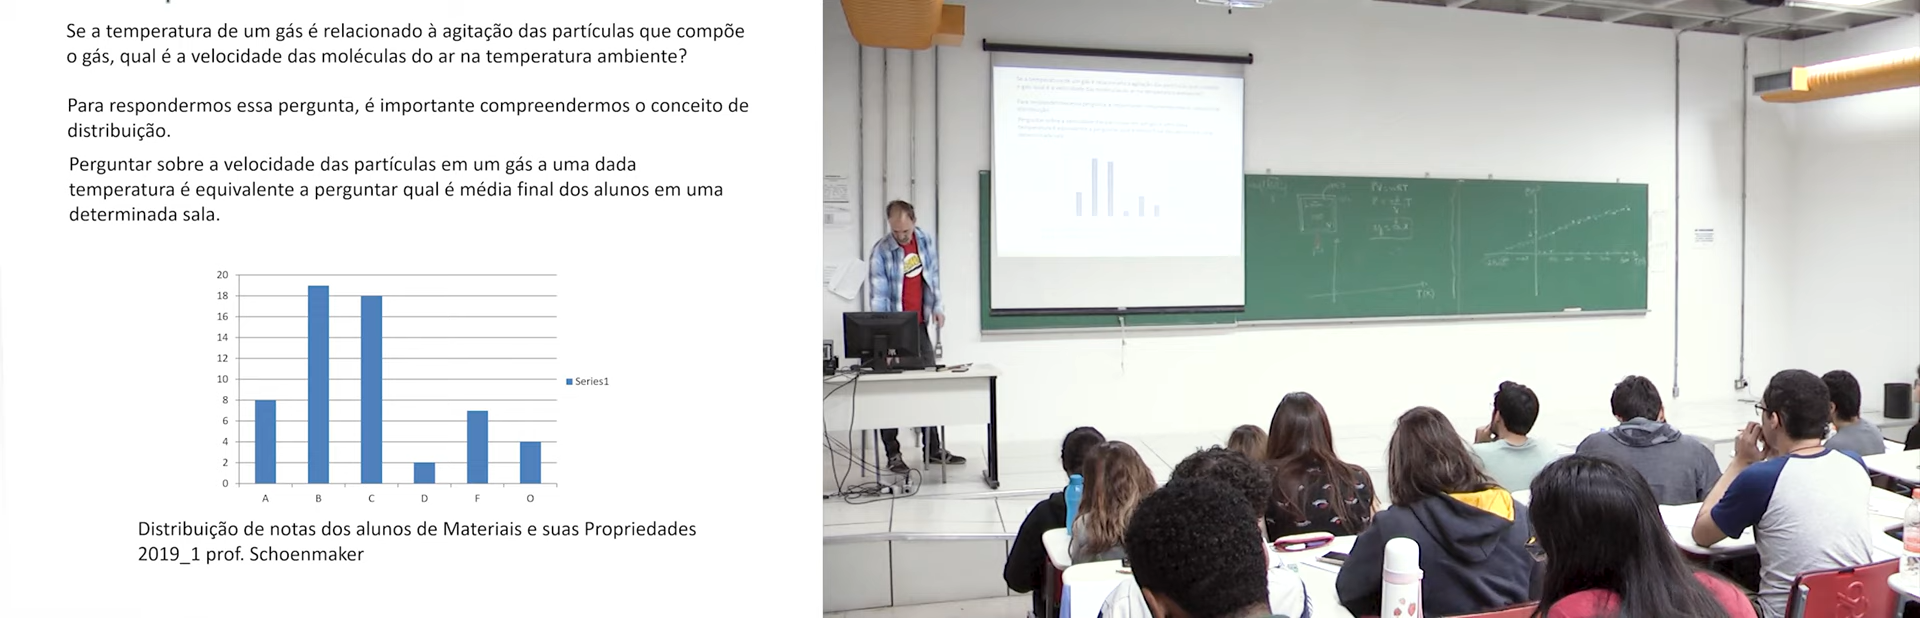 Se a temperatura de um gás é relacionado à agitação das partículas que compõe
o gás, qual é a velocidade das moléculas do ar na temperatura ambiente?
Para respondermos essa pergunta, é importante compreendermos o conceito de
distribuição.
Perguntar sobre a velocidade das partículas em um gás a uma dada
temperatura é equivalente a perguntar qual é média final dos alunos em uma
determinada sala.
20
18
16
14
12
10
8
6
4
2
0
A B C D F O
Series1
Distribuição de notas dos alunos de Materiais e suas Propriedades
2019_1 prof. Schoenmaker
PV=nRT
T(K)